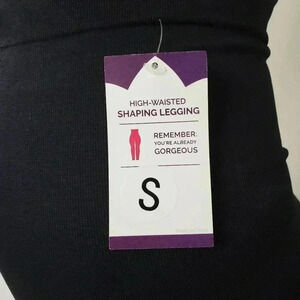 HIGH-WAISTED
SHAPING LEGGING
REMEMBER:
YOU'RE ALREADY
GORGEOUS
S